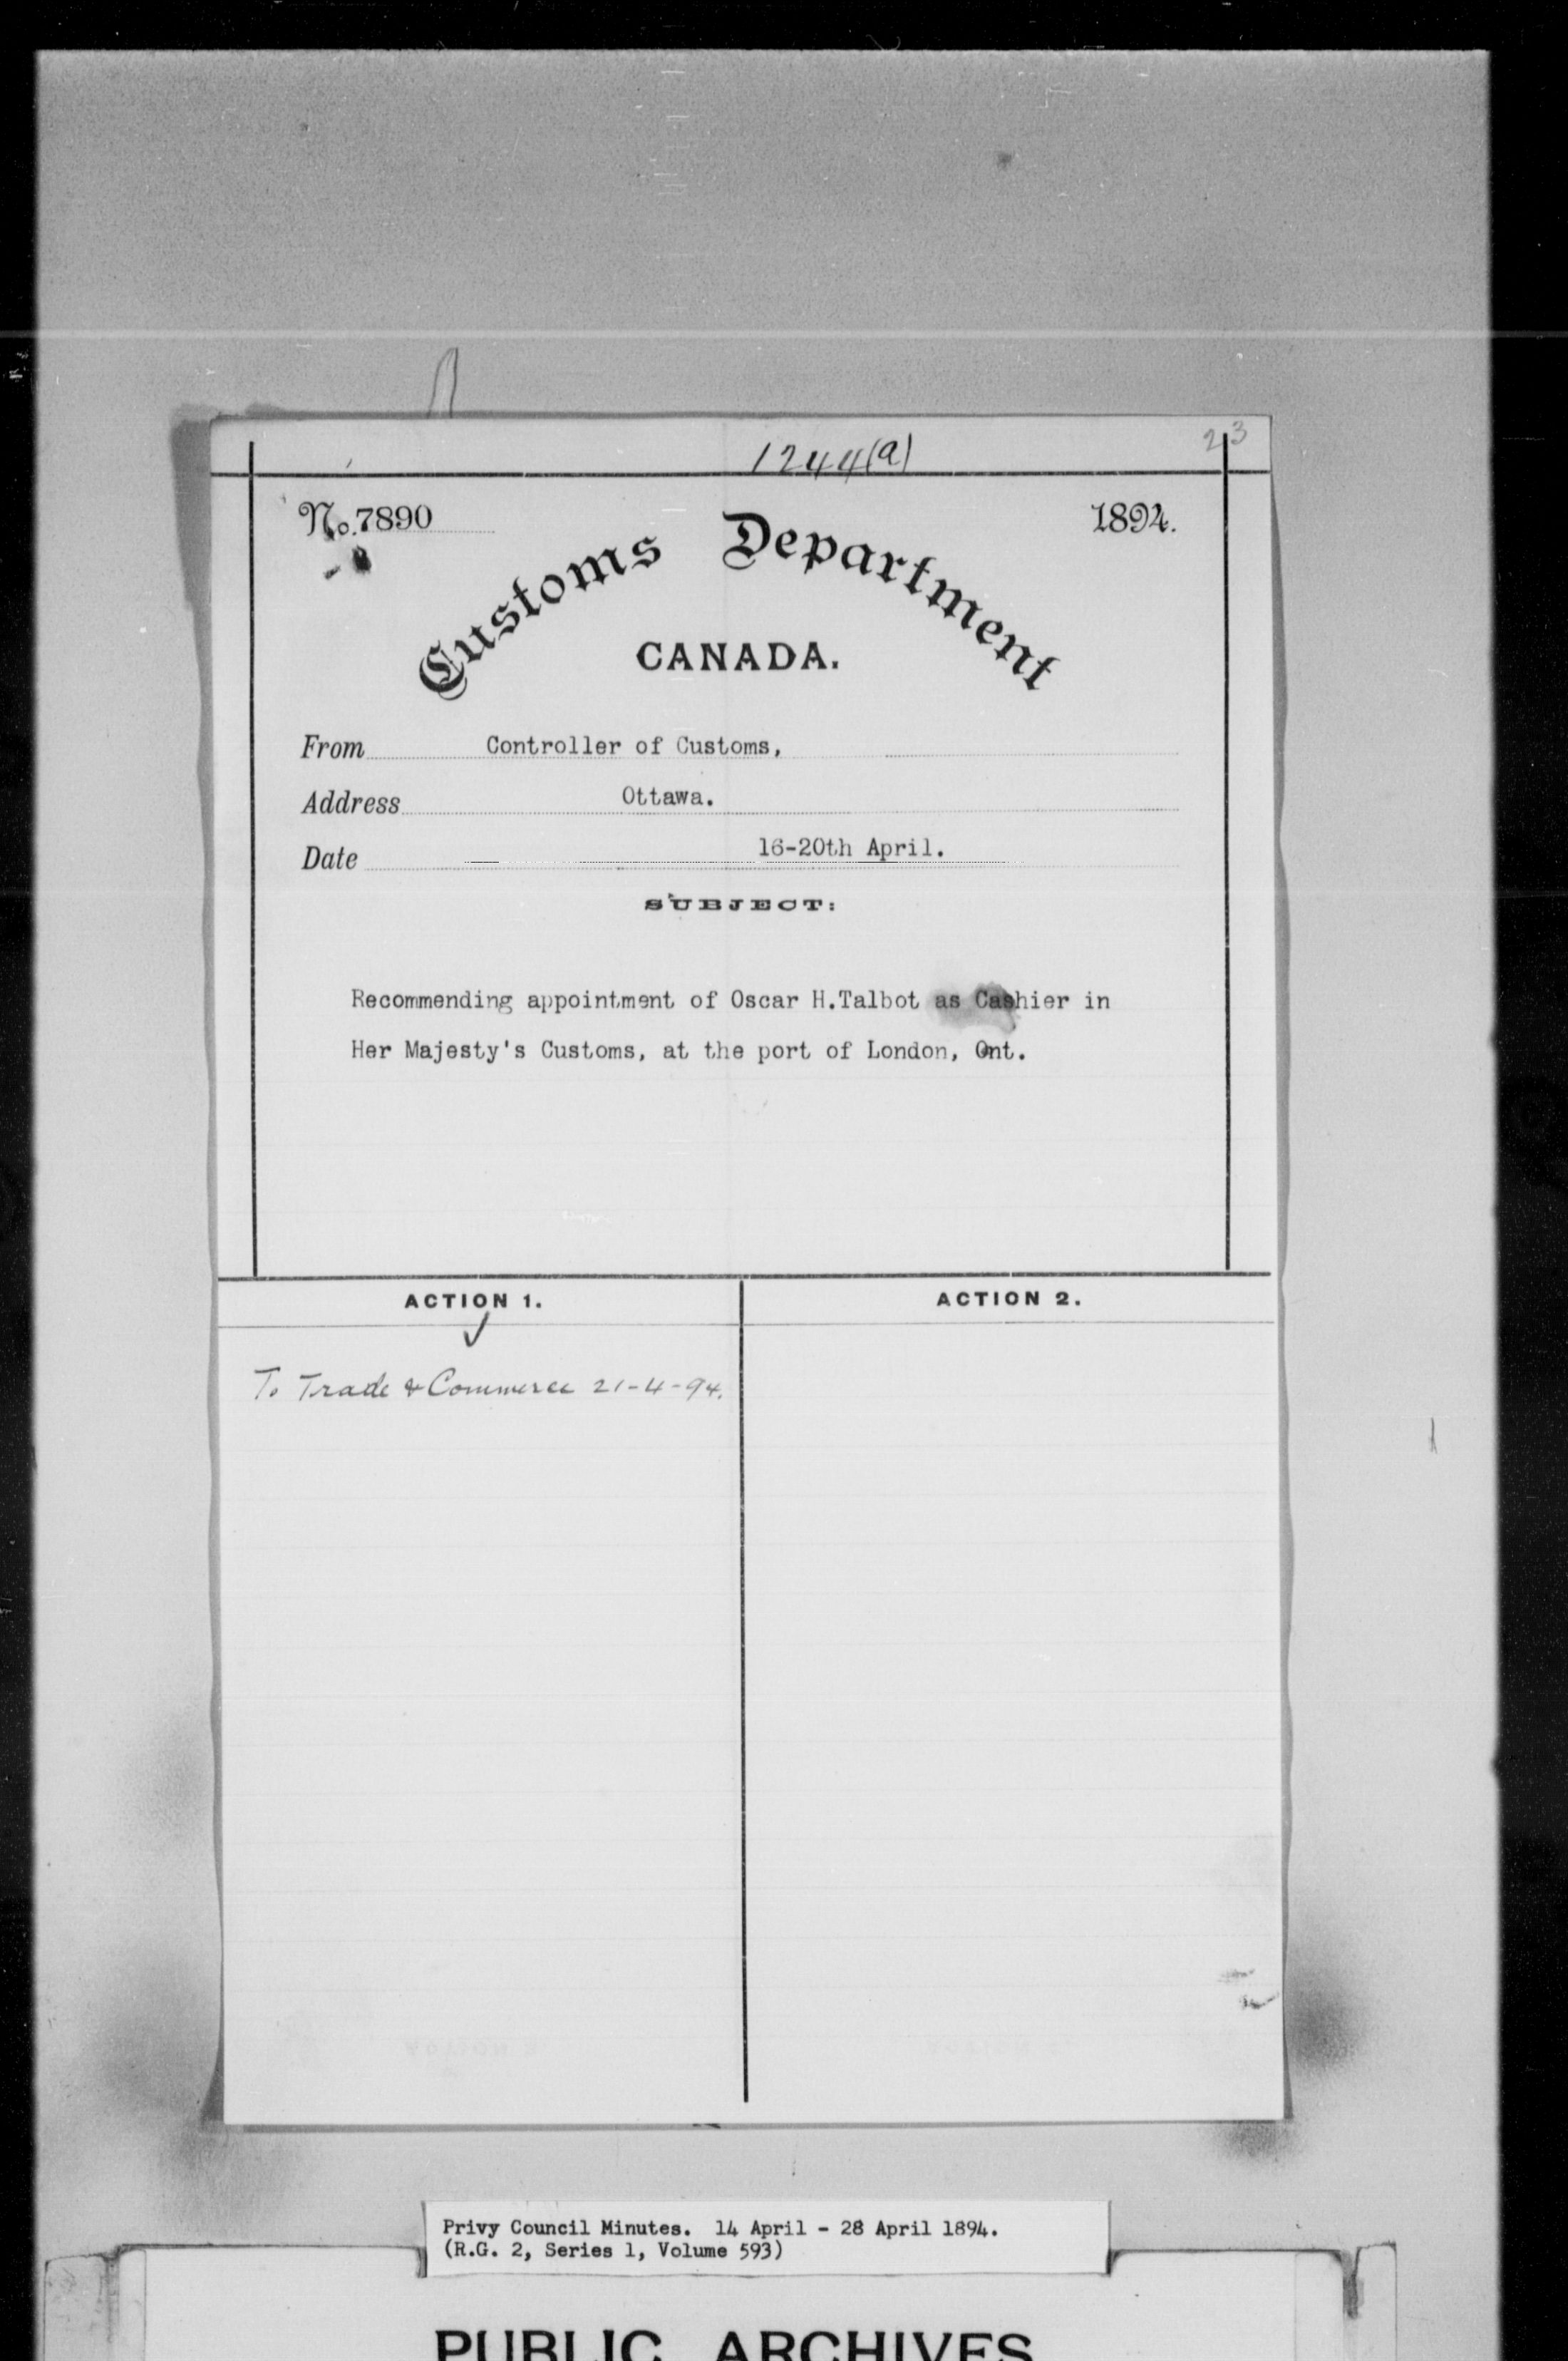 1244(a)
23
No. 7890
1894.
Customs Department
CANADA.
From Controller of Customs,
Address Ottawa.
Date 16-20th April.
SUBJECT:
Recommending appointment of Oscar H.Talbot as Cashier in
Her Majesty's Customs, at the port of London, Ont.
ACTION 1.
ACTION 2.
To Trade & Commerce 21-4-94.
Privy Council Minutes. 14 April - 28 April 1894.
(R.G. 2, Series 1, Volume 593)
PUBLIC ARCHIVES